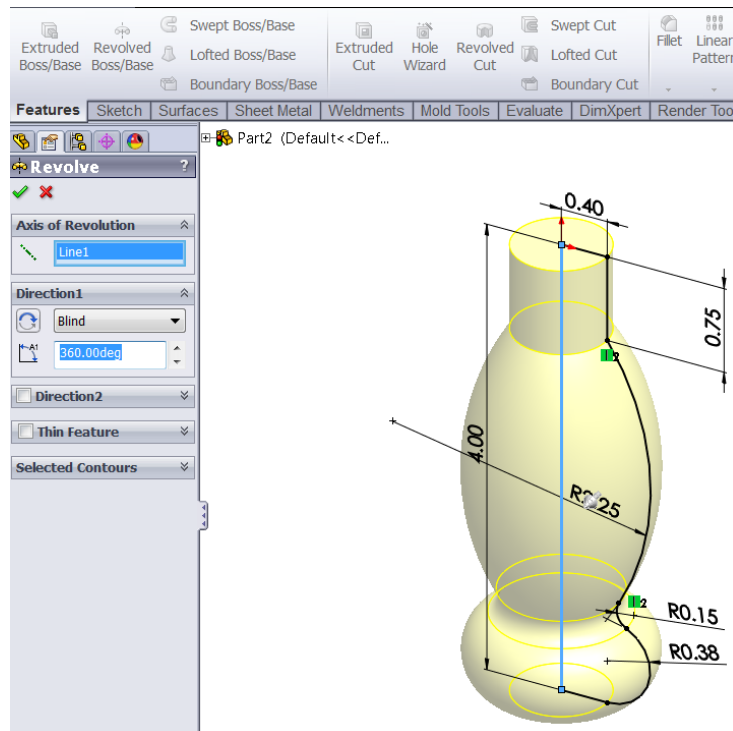 Extruded Boss/Base
Revolved Boss/Base
Swept Boss/Base
Lofted Boss/Base
Boundary Boss/Base
Extruded Cut
Hole Wizard
Revolved Cut
Swept Cut
Lofted Cut
Boundary Cut
Fillet
Linear Pattern
Features Sketch Surfaces Sheet Metal Weldments Mold Tools Evaluate DimXpert Render Too
Part2 (Default<<Def...
Revolve ?
Axis of Revolution
Line1
Direction1
Blind
A1
360.00deg
Direction2
Thin Feature
Selected Contours
0.40
0.75
2
4.00
2
R0.15
R0.38